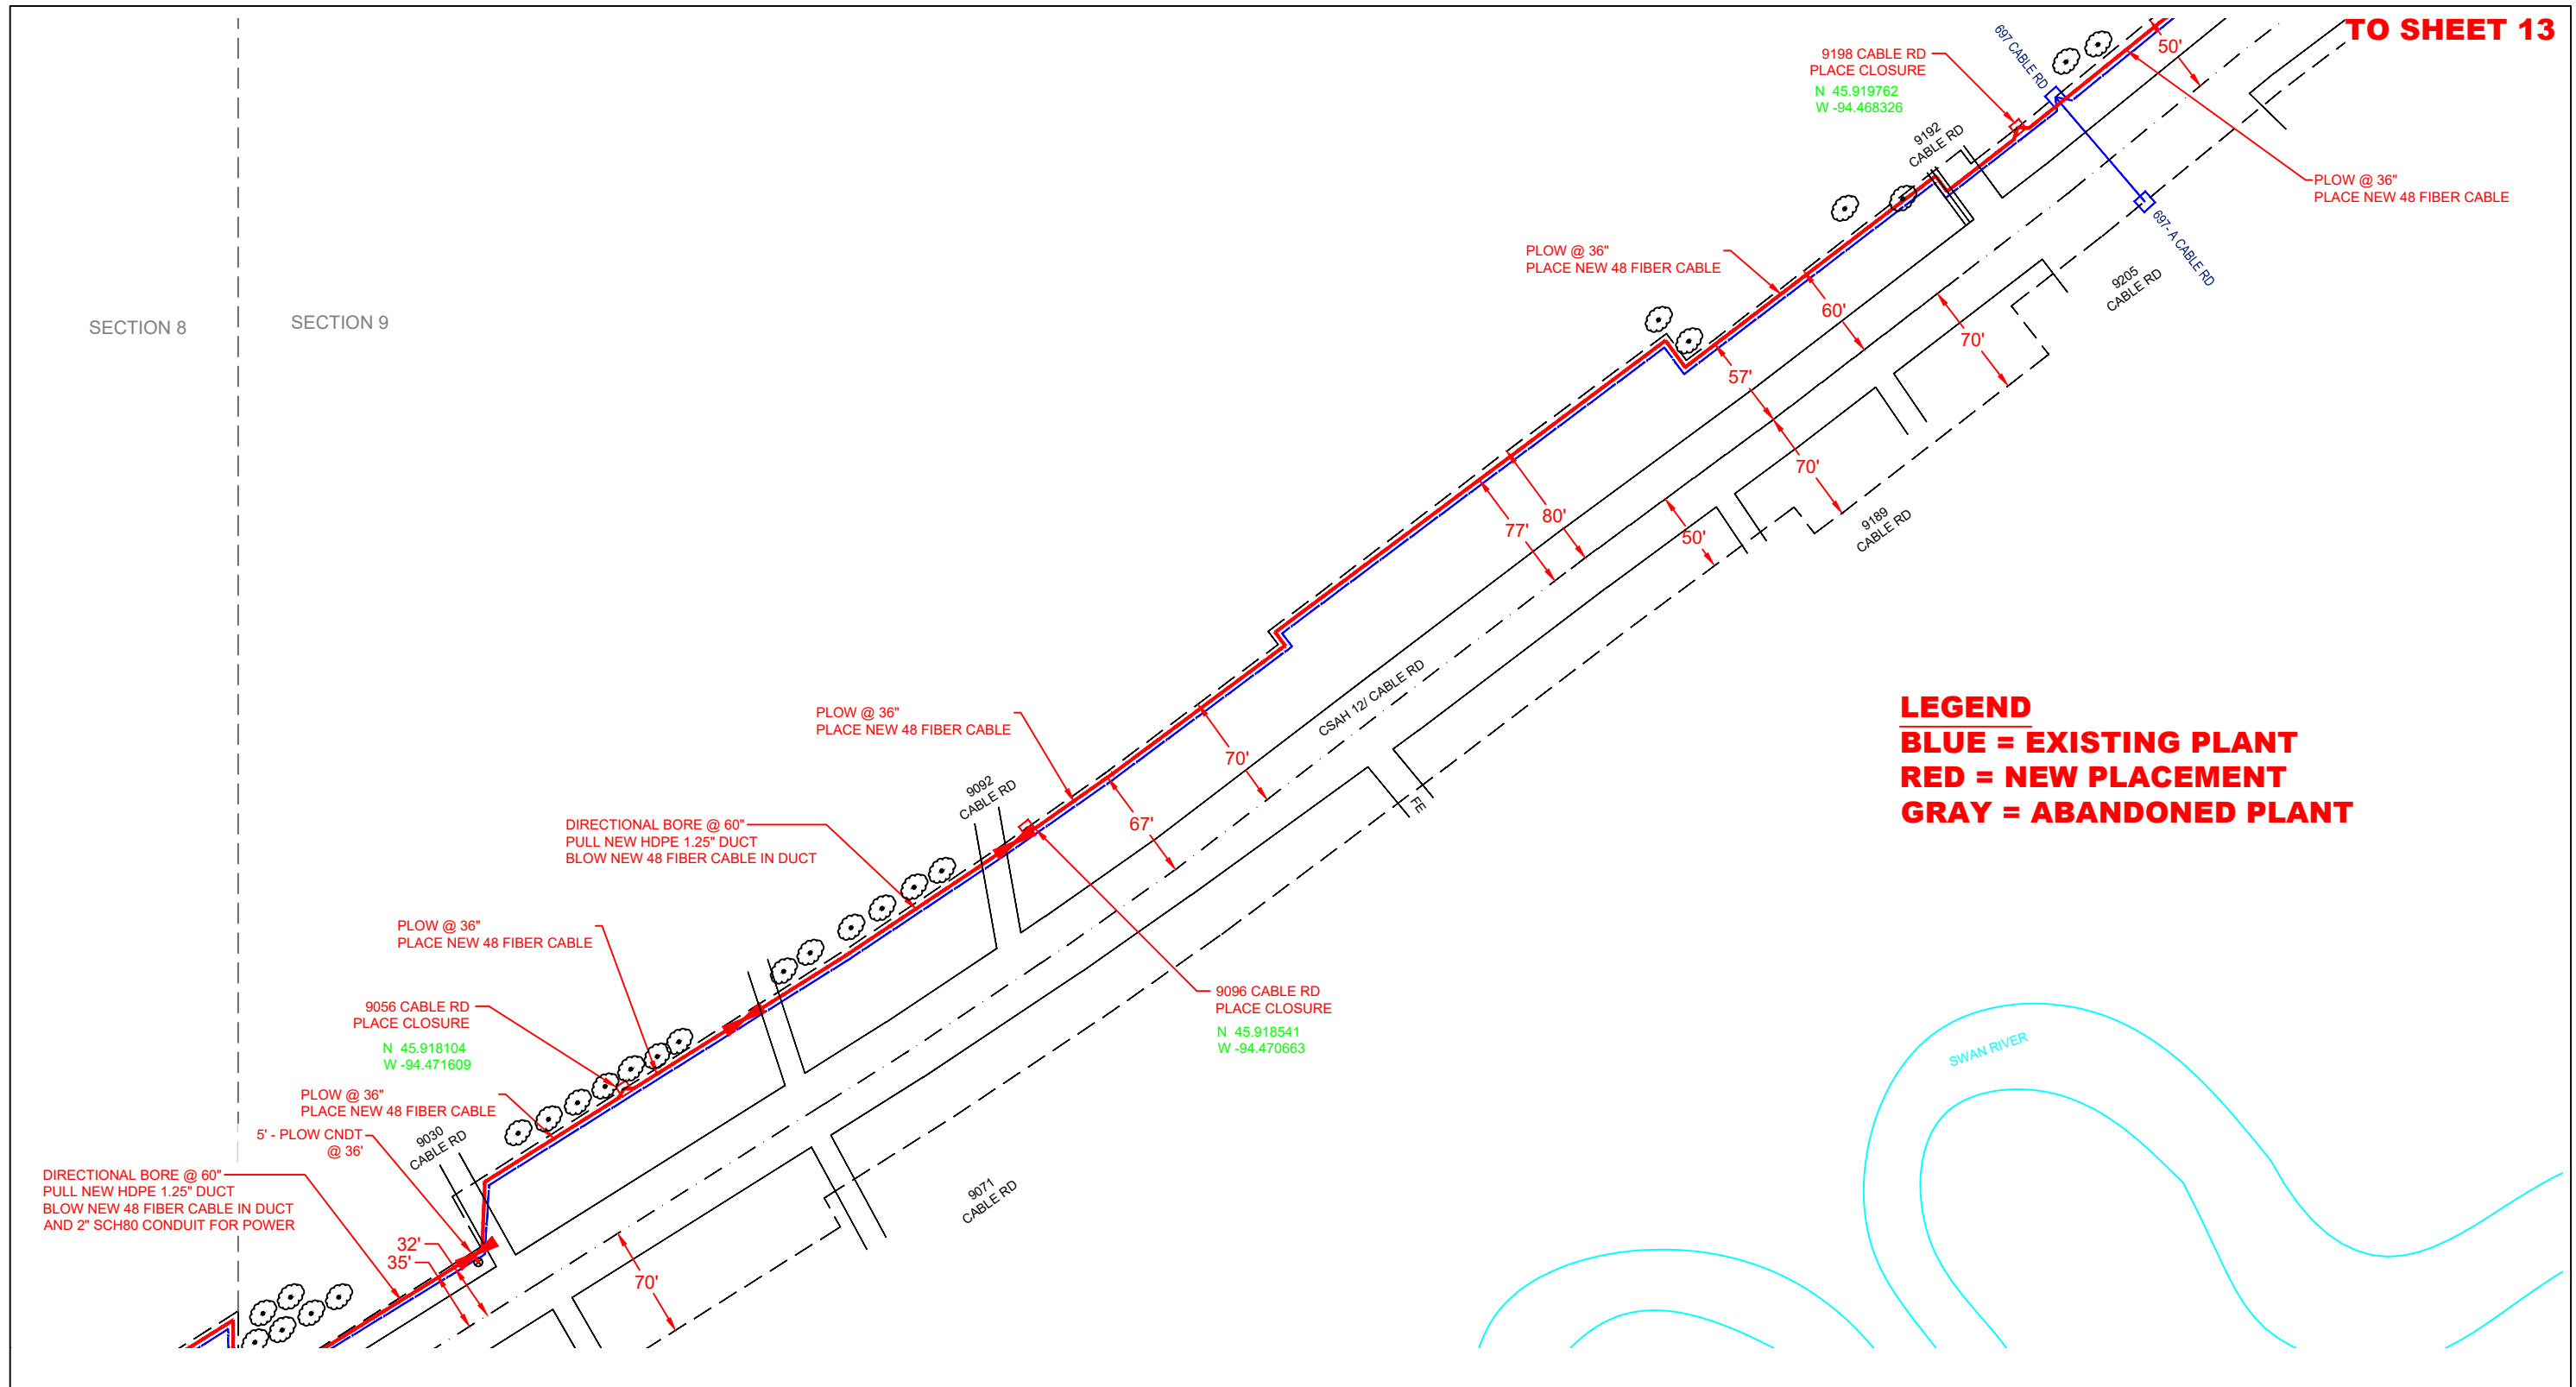 TO SHEET 13
50'
697 CABLE RD
9198 CABLE RD
PLACE CLOSURE
N 45.919762
W -94.468326
9192
CABLE RD
PLOW @ 36"
PLACE NEW 48 FIBER CABLE
697- A CABLE RD
PLOW @ 36"
PLACE NEW 48 FIBER CABLE
9205
CABLE RD
60'
70'
SECTION 8
SECTION 9
57'
70'
80'
77'
50'
9189
CABLE RD
CSAH 12/ CABLE RD
LEGEND
BLUE = EXISTING PLANT
RED = NEW PLACEMENT
GRAY = ABANDONED PLANT
PLOW @ 36"
PLACE NEW 48 FIBER CABLE
70'
9092
CABLE RD
67'
FE
DIRECTIONAL BORE @ 60"
PULL NEW HDPE 1.25" DUCT
BLOW NEW 48 FIBER CABLE IN DUCT
PLOW @ 36"
PLACE NEW 48 FIBER CABLE
9096 CABLE RD
PLACE CLOSURE
N 45.918541
W -94.470663
9056 CABLE RD
PLACE CLOSURE
N 45.918104
W -94.471609
SWAN RIVER
PLOW @ 36"
PLACE NEW 48 FIBER CABLE
5' - PLOW CNDT
@ 36'
9030
CABLE RD
DIRECTIONAL BORE @ 60"
PULL NEW HDPE 1.25" DUCT
BLOW NEW 48 FIBER CABLE IN DUCT
AND 2" SCH80 CONDUIT FOR POWER
9071
CABLE RD
32'
35'
70'